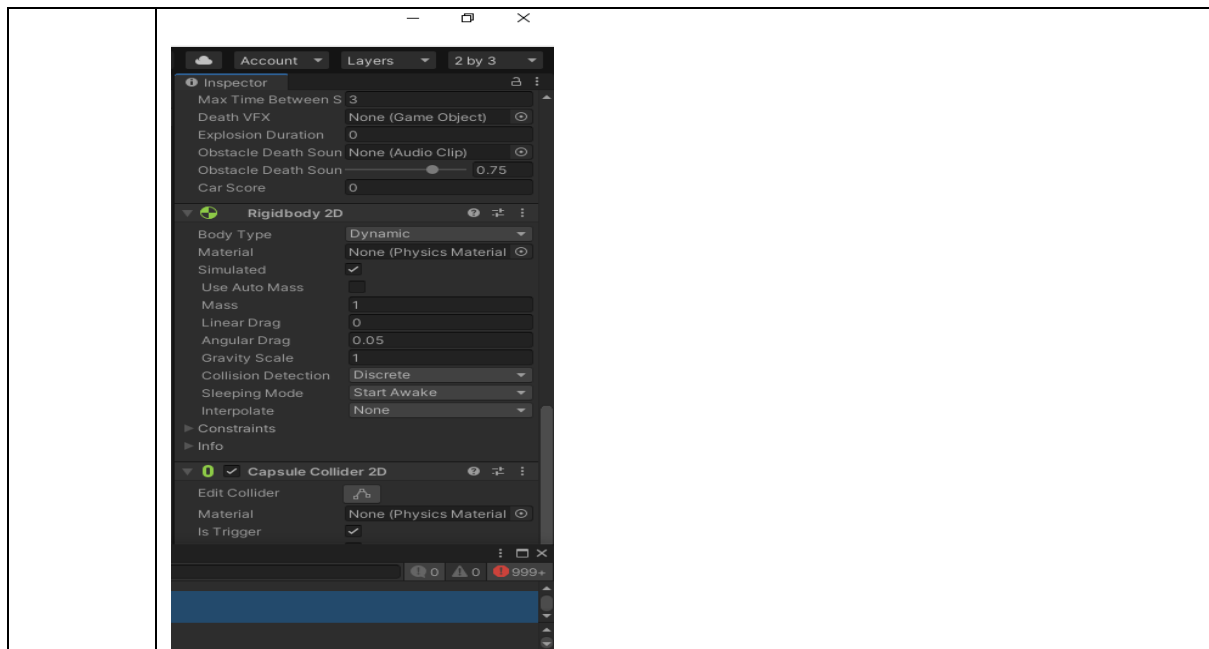 Account Layers 2 by 3
Inspector
Max Time Between S 3
Death VFX None (Game Object)
Explosion Duration 0
Obstacle Death Soun None (Audio Clip)
Obstacle Death Soun 0.75
Car Score 0
Rigidbody 2D
Body Type Dynamic
Material None (Physics Material
Simulated
Use Auto Mass
Mass 1
Linear Drag 0
Angular Drag 0.05
Gravity Scale 1
Collision Detection Discrete
Sleeping Mode Start Awake
Interpolate None
Constraints
Info
Capsule Collider 2D
Edit Collider
Material None (Physics Material
Is Trigger
0 0 999+